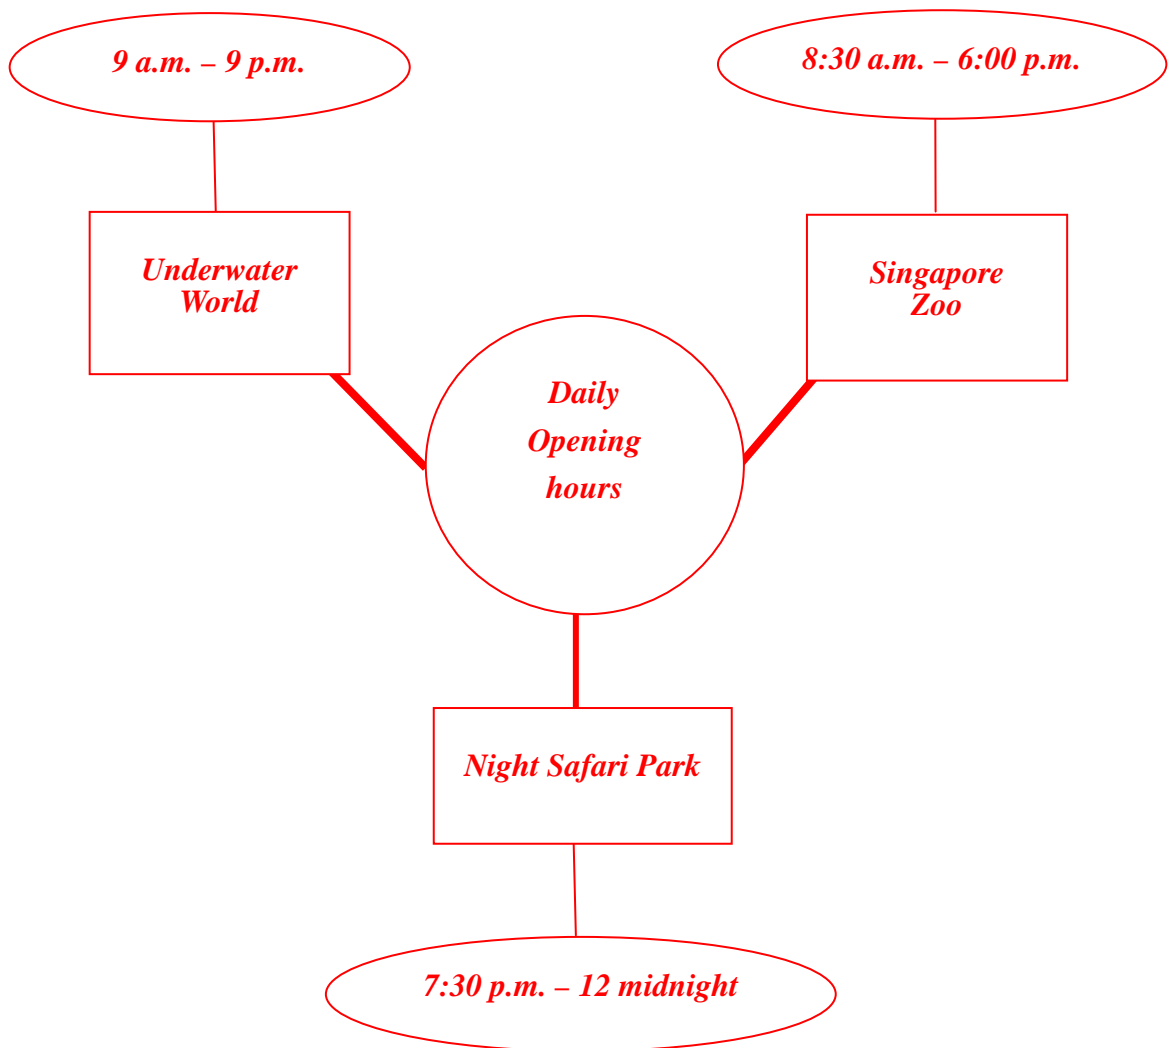 9 a.m. – 9 p.m.
8:30 a.m. – 6:00 p.m.
Underwater
World
Singapore
Zoo
Daily
Opening
hours
Night Safari Park
7:30 p.m. – 12 midnight